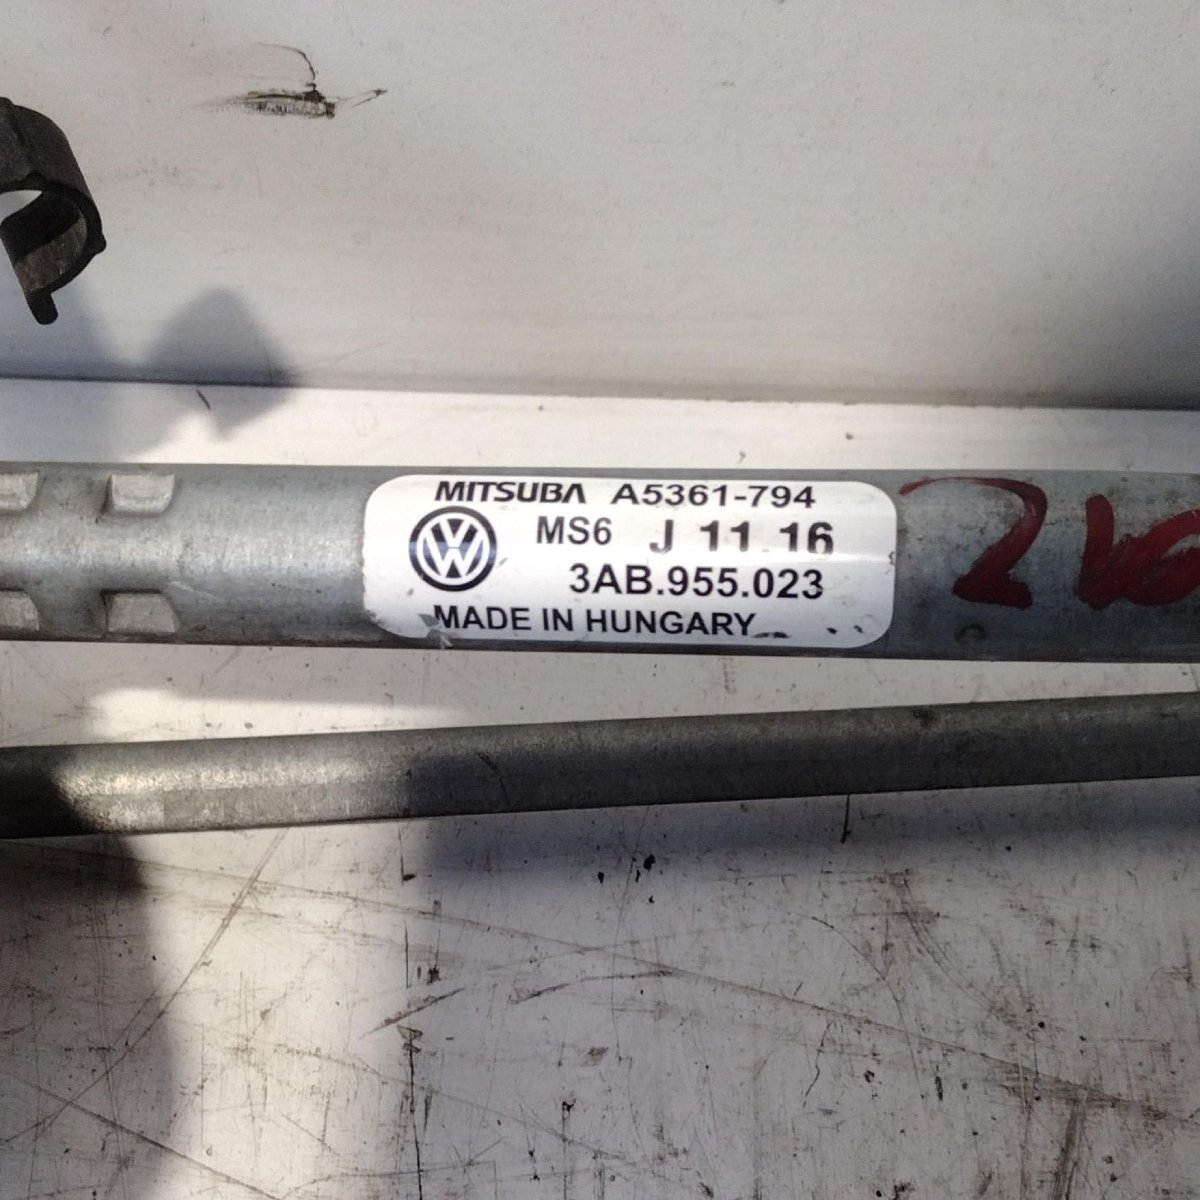 MITSUBA A5361-794
MS6 J 11 16
3AB.955.023
MADE IN HUNGARY